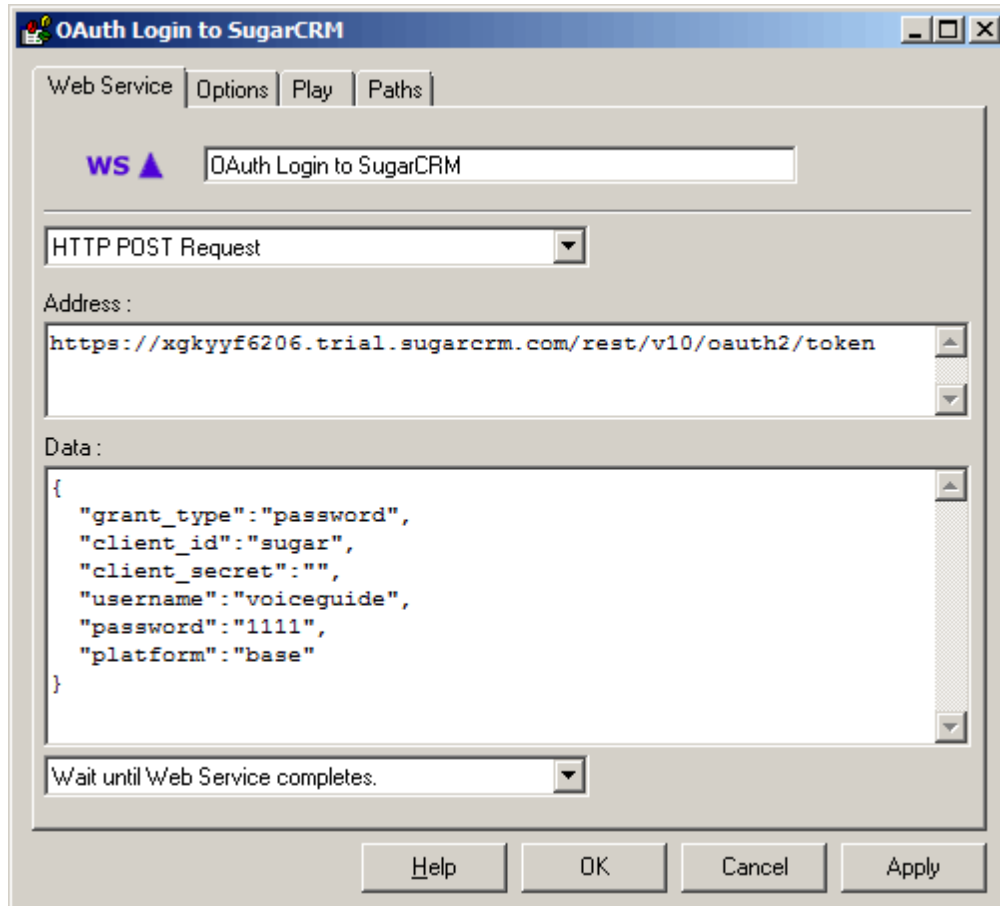 OAuth Login to SugarCRM
Web Service Options Play Paths
WS OAuth Login to SugarCRM
HTTP POST Request
Address :
https://xgkyyf6206.trial.sugarcrm.com/rest/v10/oauth2/token
Data :
{
"grant_type":"password",
"client_id":"sugar",
"client_secret":"",
"username":"voiceguide",
"password":"1111",
"platform":"base"
}
Wait until Web Service completes.
Help OK Cancel Apply